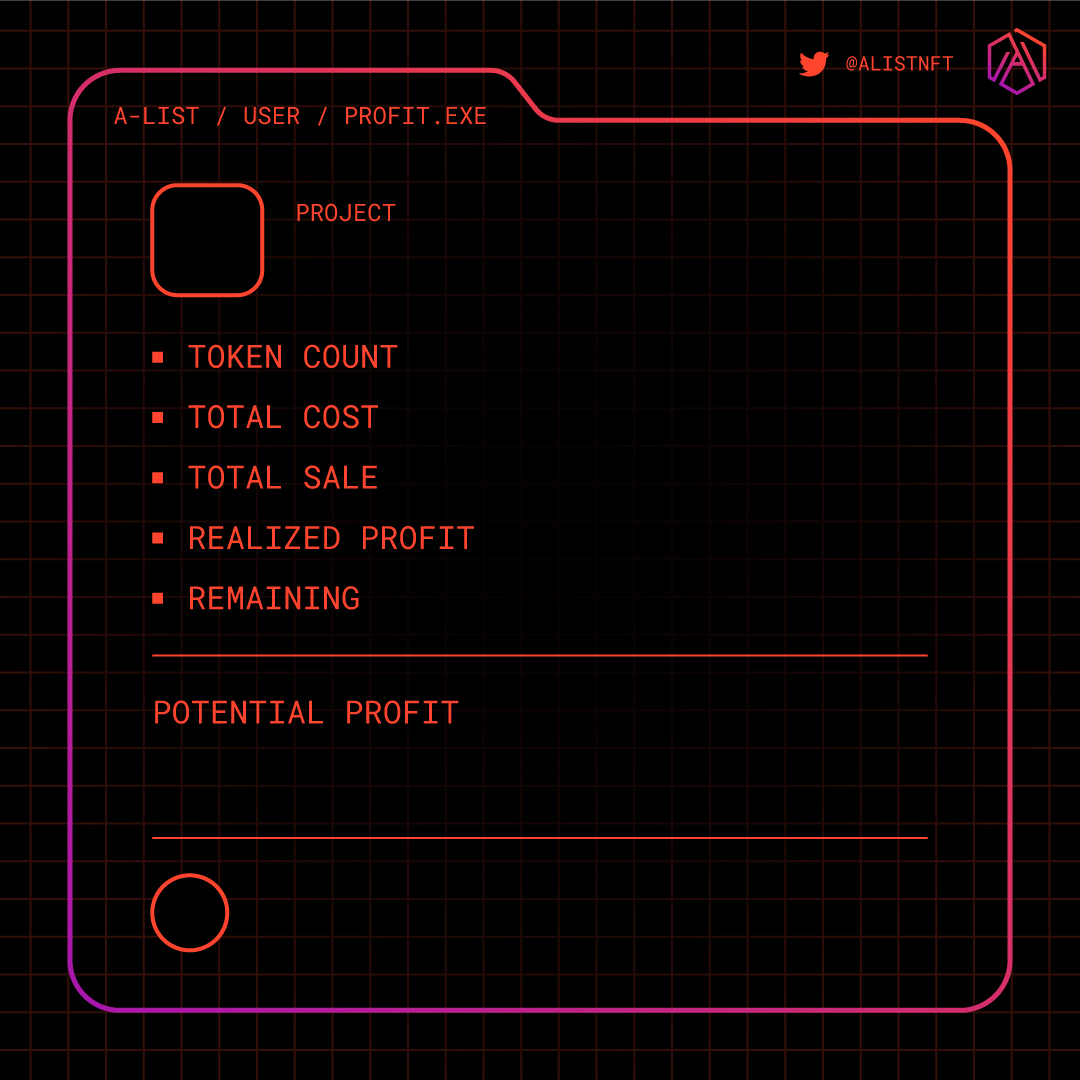 @ALISTNFT
A-LIST / USER / PROFIT.EXE
PROJECT
TOKEN COUNT
TOTAL COST
TOTAL SALE
REALIZED PROFIT
REMAINING
POTENTIAL PROFIT